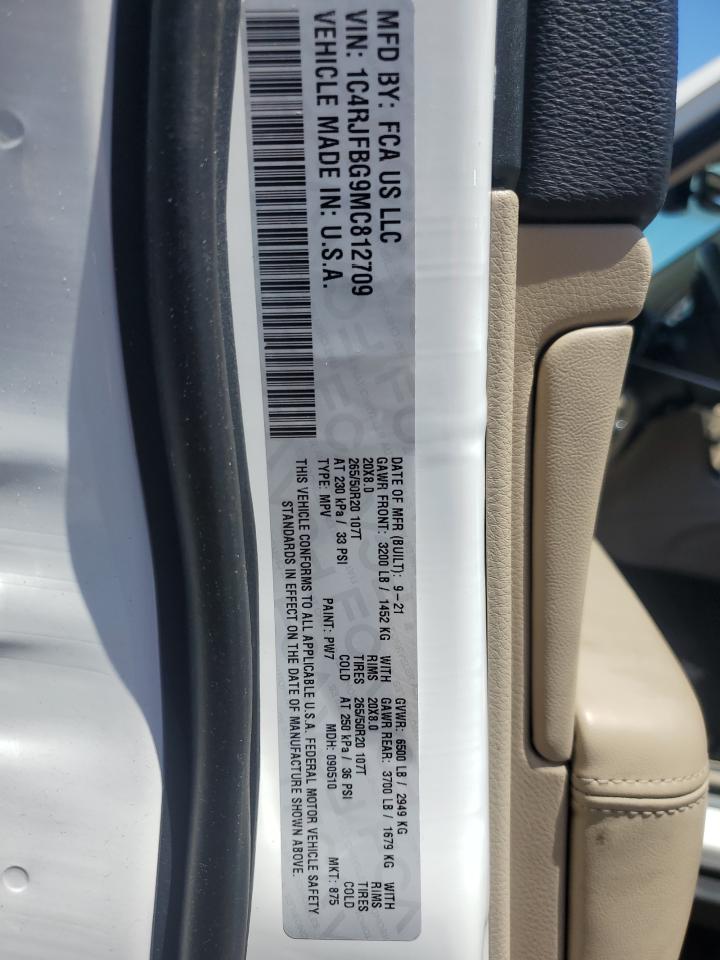 MFD BY: FCA US LLC
VIN: 1C4RJFBG9MC812709
VEHICLE MADE IN: U.S.A.
DATE OF MFR (BUILT): 9-21 GVWR: 6500 LB / 2949 KG
GAWR FRONT: 3200 LB / 1452 KG WITH GAWR REAR: 3700 LB / 1679 KG WITH
20X8.0 RIMS 20X8.0 RIMS
265/50R20 107T TIRES 265/50R20 107T TIRES
AT 230 kPa / 33 PSI COLD AT 250 kPa / 36 PSI COLD
TYPE: MPV PAINT: PW7 MDH: 090510 MKT: 875
THIS VEHICLE CONFORMS TO ALL APPLICABLE U.S.A. FEDERAL MOTOR VEHICLE SAFETY
STANDARDS IN EFFECT ON THE DATE OF MANUFACTURE SHOWN ABOVE.